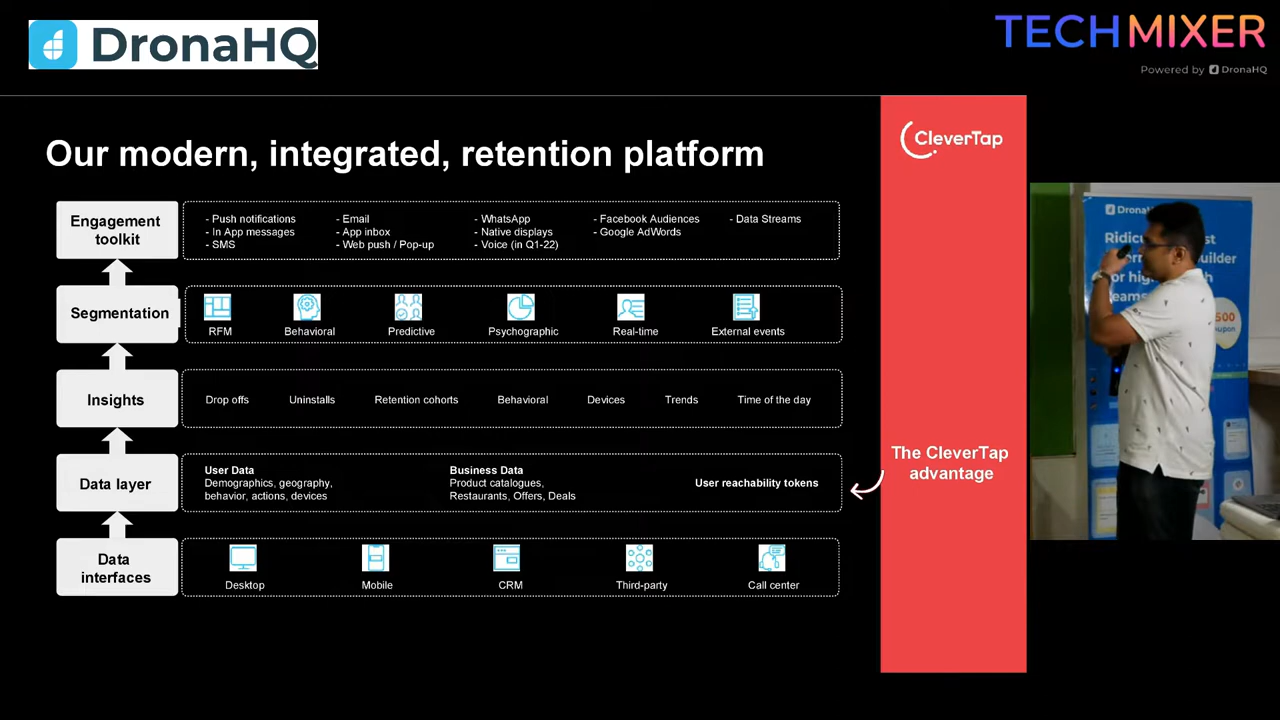 DronaHQ
TECHMIXER
Powered by DronaHQ
Our modern, integrated, retention platform
CleverTap
Engagement
toolkit
- Push notifications
- In App messages
- SMS
- Email
- App inbox
- Web push / Pop-up
- WhatsApp
- Native displays
- Voice (in Q1-22)
- Facebook Audiences
- Google AdWords
- Data Streams
Segmentation
RFM
Behavioral
Predictive
Psychographic
Real-time
External events
Insights
Drop offs
Uninstalls
Retention cohorts
Behavioral
Devices
Trends
Time of the day
Data layer
User Data
Demographics, geography,
behavior, actions, devices
Business Data
Product catalogues,
Restaurants, Offers, Deals
User reachability tokens
The CleverTap
advantage
Data
interfaces
Desktop
Mobile
CRM
Third-party
Call center